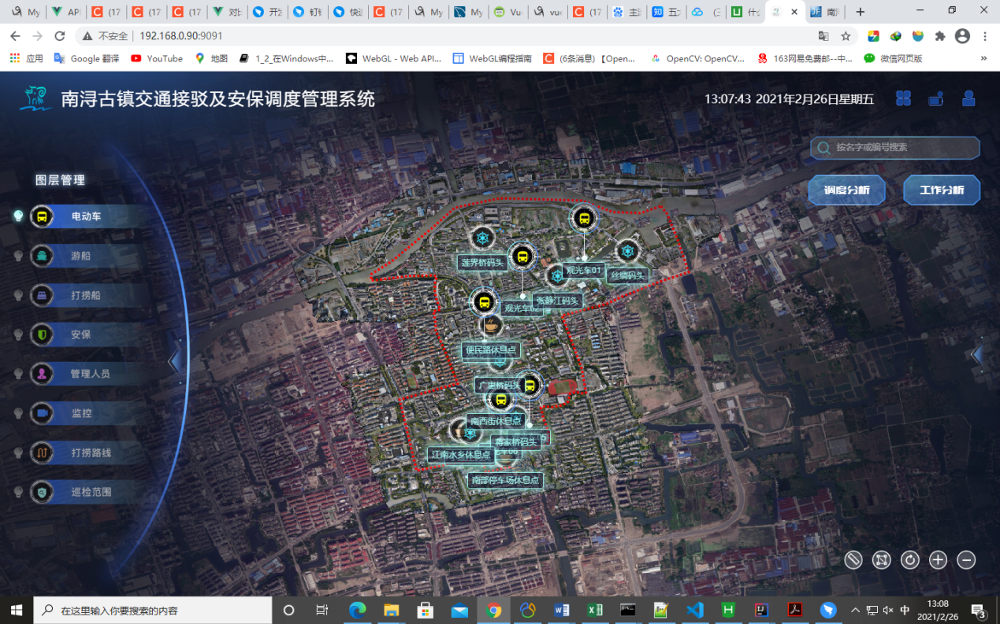 My
API
(17
(17
(17
对比
开发
钉钉
快速
(17
My
My
Vu
vue
(17
主
知 五大
什么
南浔
不安全 | 192.168.0.90:9091
应用
Google 翻译
YouTube
地图
1_2_在Windows中...
WebGL - Web API...
WebGL编程指南
(6条消息)【Open...
OpenCV: OpenCV...
163网易免费邮--中...
微信网页版
南浔古镇交通接驳及安保调度管理系统
13:07:43 2021年2月26日星期五
按名字或编号搜索
图层管理
调度分析
工作分析
电动车
游船
打捞船
安保
管理人员
监控
打捞路线
巡检范围
莲界桥码头
观光车01
丝绸码头
张静江码头
观光车02
便民路休息点
广惠桥码头
南西街休息点
蒋家桥码头
江南水乡休息点
南部停车场休息点
在这里输入你要搜索的内容
中
13:08
2021/2/26
3